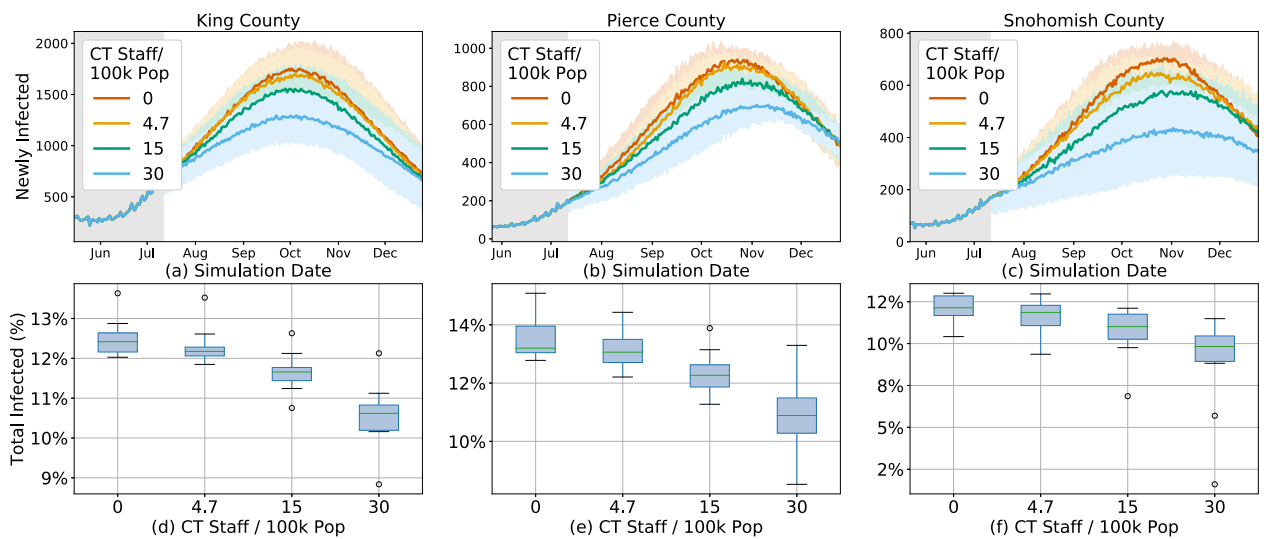 King County
Newly Infected
2000
1500
1000
500
CT Staff/
100k Pop
0
4.7
15
30
Jun Jul Aug Sep Oct Nov Dec
(a) Simulation Date
Pierce County
1000
800
600
400
200
0
CT Staff/
100k Pop
0
4.7
15
30
Jun Jul Aug Sep Oct Nov Dec
(b) Simulation Date
Snohomish County
800
600
400
200
0
CT Staff/
100k Pop
0
4.7
15
30
Jun Jul Aug Sep Oct Nov Dec
(c) Simulation Date
Total Infected (%)
13%
12%
11%
10%
9%
0 4.7 15 30
(d) CT Staff / 100k Pop
14%
12%
10%
0 4.7 15 30
(e) CT Staff / 100k Pop
12%
10%
8%
5%
2%
0 4.7 15 30
(f) CT Staff / 100k Pop